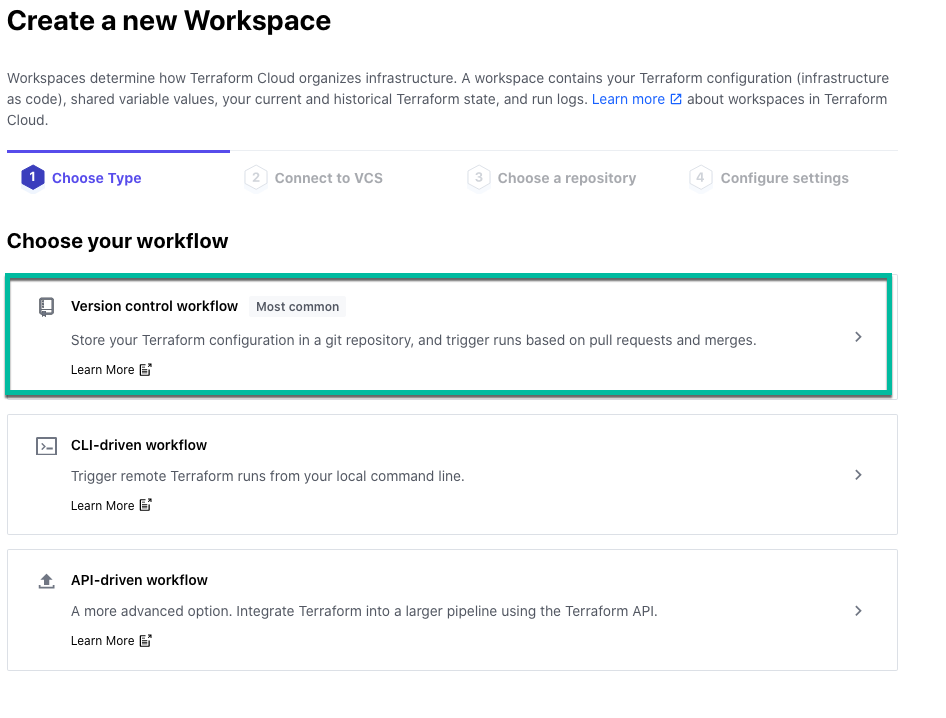 Create a new Workspace
Workspaces determine how Terraform Cloud organizes infrastructure. A workspace contains your Terraform configuration (infrastructure
as code), shared variable values, your current and historical Terraform state, and run logs. Learn more about workspaces in Terraform
Cloud.
1 Choose Type
2 Connect to VCS
3 Choose a repository
4 Configure settings
Choose your workflow
Version control workflow Most common
Store your Terraform configuration in a git repository, and trigger runs based on pull requests and merges.
Learn More
CLI-driven workflow
Trigger remote Terraform runs from your local command line.
Learn More
API-driven workflow
A more advanced option. Integrate Terraform into a larger pipeline using the Terraform API.
Learn More